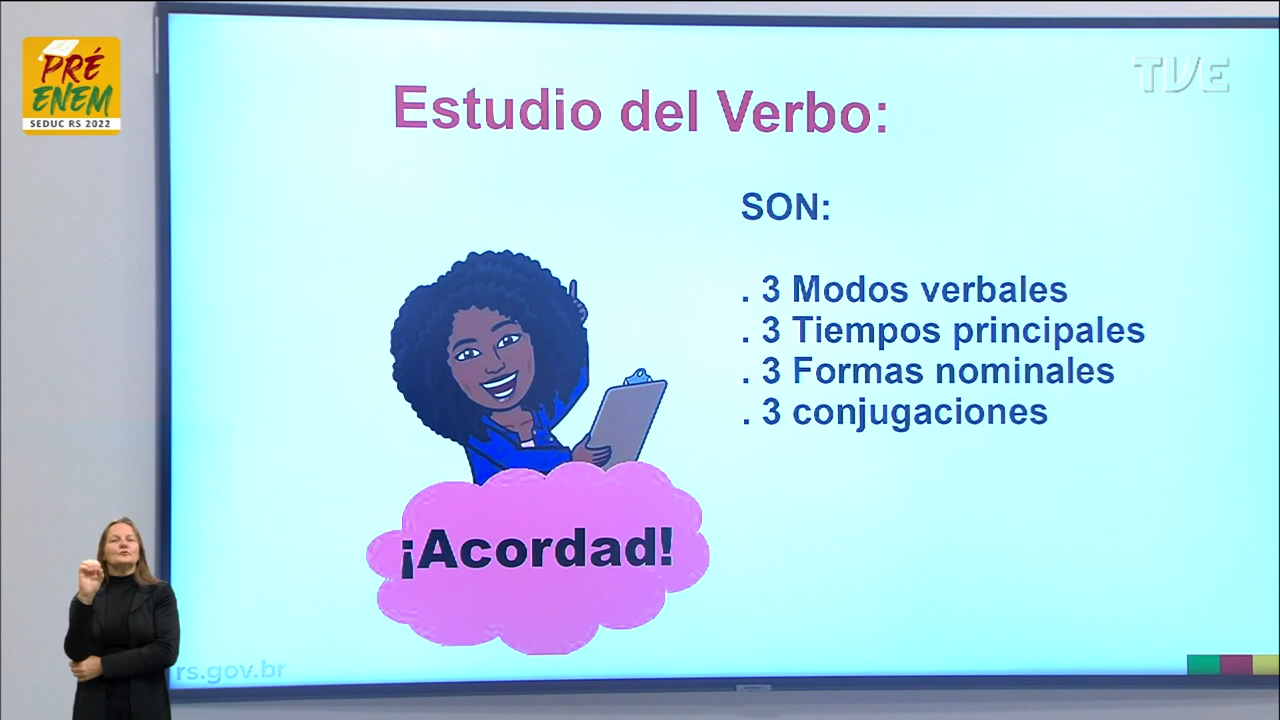 PRÉ
ENEM
SEDUC RS 2022
TVE
Estudio del Verbo:
SON:
. 3 Modos verbales
. 3 Tiempos principales
. 3 Formas nominales
. 3 conjugaciones
¡Acordad!
rs.gov.br